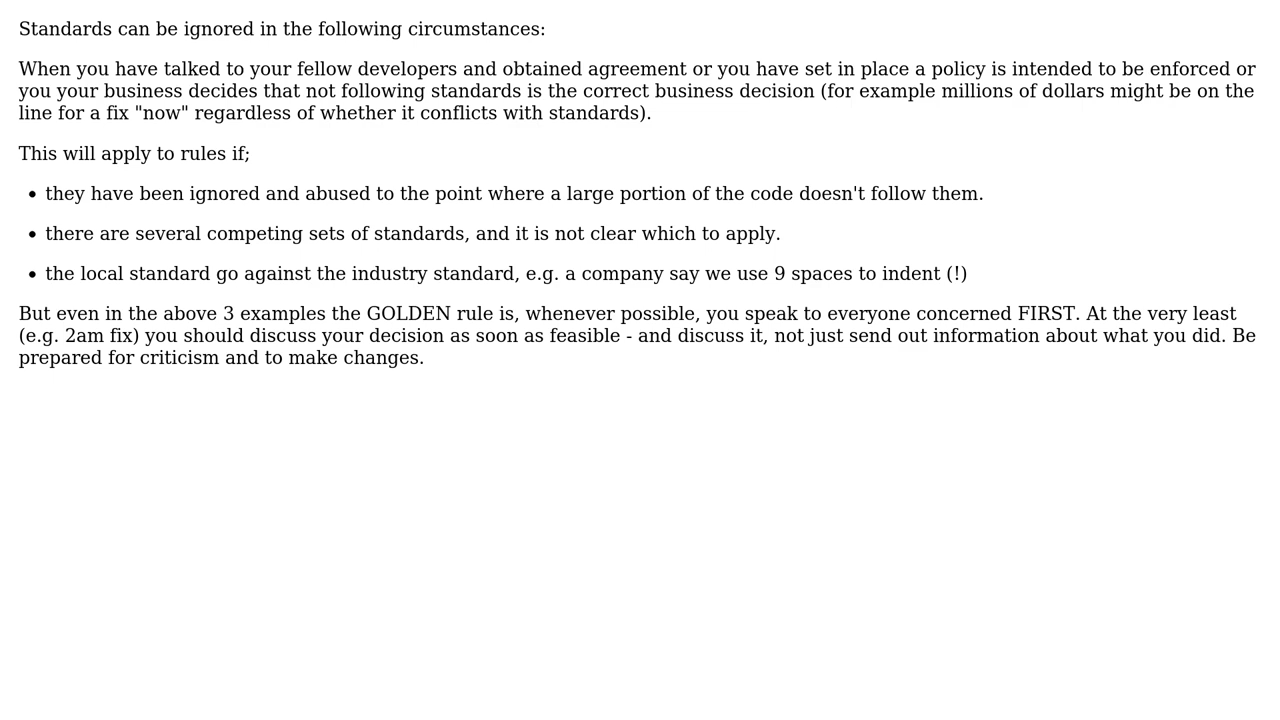 Standards can be ignored in the following circumstances:
When you have talked to your fellow developers and obtained agreement or you have set in place a policy is intended to be enforced or
you your business decides that not following standards is the correct business decision (for example millions of dollars might be on the
line for a fix "now" regardless of whether it conflicts with standards).
This will apply to rules if;
• they have been ignored and abused to the point where a large portion of the code doesn't follow them.
• there are several competing sets of standards, and it is not clear which to apply.
• the local standard go against the industry standard, e.g. a company say we use 9 spaces to indent (!)
But even in the above 3 examples the GOLDEN rule is, whenever possible, you speak to everyone concerned FIRST. At the very least
(e.g. 2am fix) you should discuss your decision as soon as feasible - and discuss it, not just send out information about what you did. Be
prepared for criticism and to make changes.